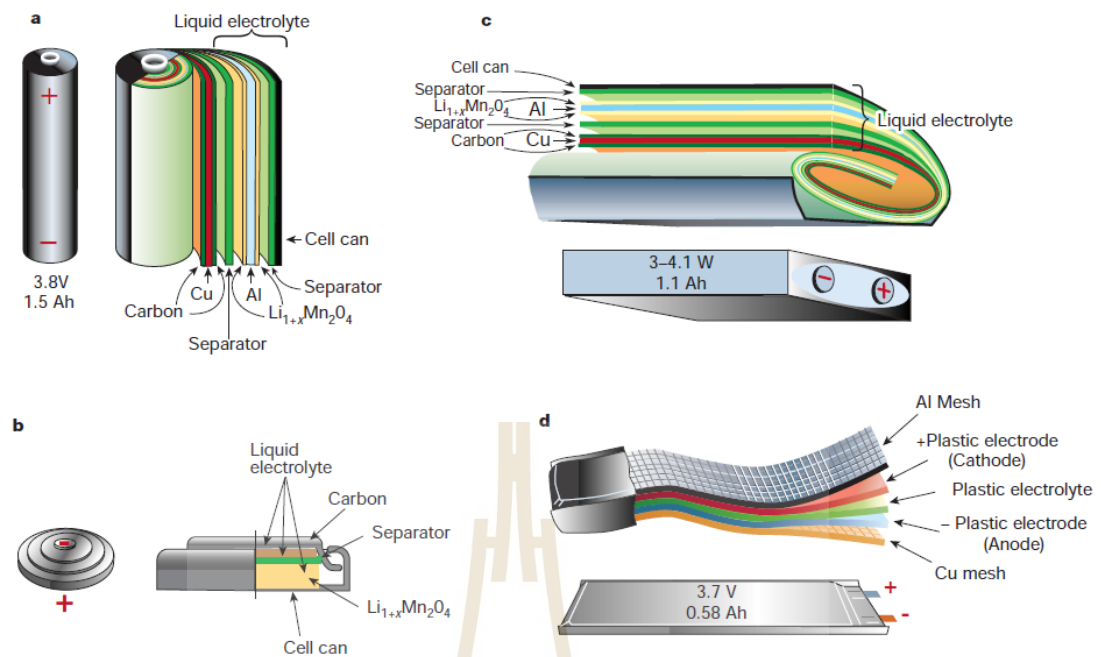 a
Liquid electrolyte
+
−
3.8V
1.5 Ah
Cell can
Carbon
Cu
Al
Separator
Li1+xMn2O4
Separator
c
Cell can
Separator
Li1+xMn2O4
Al
Separator
Carbon
Cu
Liquid electrolyte
3–4.1 W
1.1 Ah
−
+
b
Liquid
electrolyte
Carbon
Separator
Li1+xMn2O4
Cell can
-
+
d
Al Mesh
+Plastic electrode
(Cathode)
Plastic electrolyte
− Plastic electrode
(Anode)
Cu mesh
3.7 V
0.58 Ah
+
-